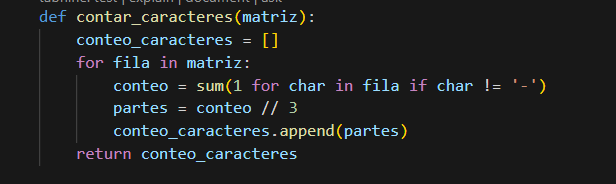 def contar_caracteres(matriz):
    conteo_caracteres = []
    for fila in matriz:
        conteo = sum(1 for char in fila if char != '-')
        partes = conteo // 3
        conteo_caracteres.append(partes)
    return conteo_caracteres